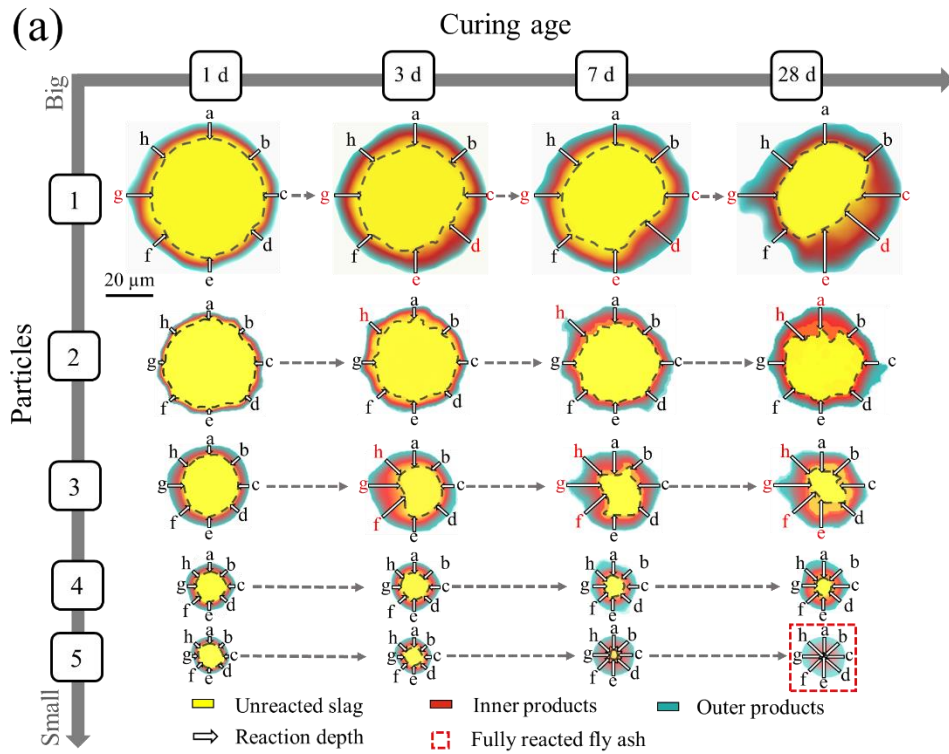 (a)
Curing age
Big
1 d
3 d
7 d
28 d
a
a
a
a
h
b
h
b
h
b
h
b
1
g
c
g
c
g
c
g
c
f
d
f
d
f
d
f
d
e
e
e
e
20 µm
Particles
a
a
a
a
h
b
h
b
h
b
h
b
2
g
c
g
c
g
c
g
c
f
d
f
d
f
d
f
d
e
e
e
e
a
a
a
a
h
b
h
b
h
b
h
b
3
g
c
g
c
g
c
g
c
f
d
f
d
f
d
f
d
e
e
e
e
a
a
a
a
h
b
h
b
h
b
h
b
4
g
c
g
c
g
c
g
c
f
d
f
d
f
d
f
d
e
e
e
e
a
a
a
a
h
b
h
b
h
b
h
b
5
g
c
g
c
g
c
g
c
f
d
f
d
f
d
f
d
e
e
e
e
Small
Unreacted slag
Inner products
Outer products
Reaction depth
Fully reacted fly ash